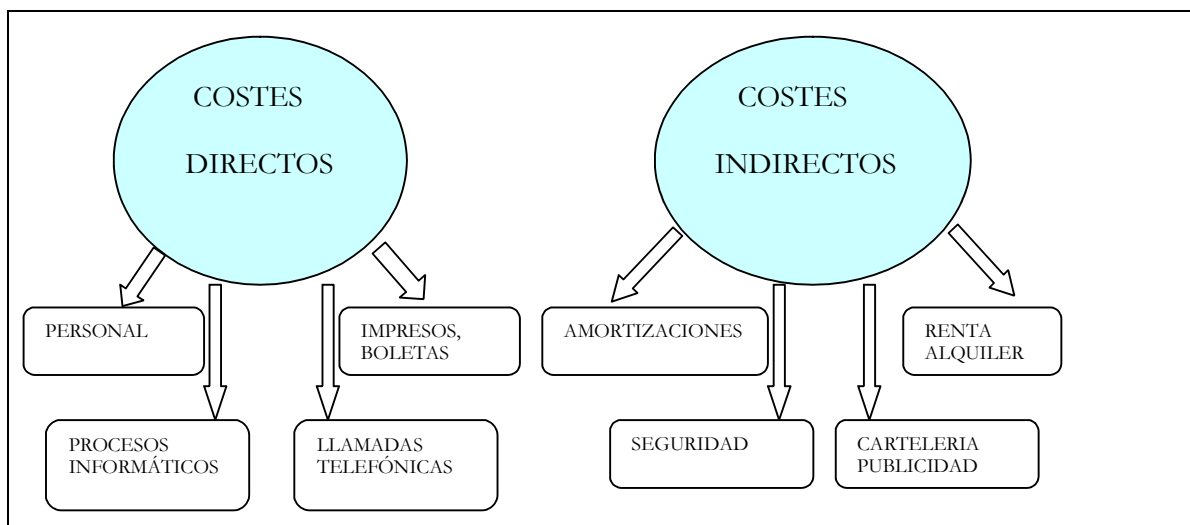 COSTES
DIRECTOS
PERSONAL
IMPRESOS,
BOLETAS
PROCESOS
INFORMÁTICOS
LLAMADAS
TELEFÓNICAS
COSTES
INDIRECTOS
AMORTIZACIONES
RENTA
ALQUILER
SEGURIDAD
CARTELERIA
PUBLICIDAD